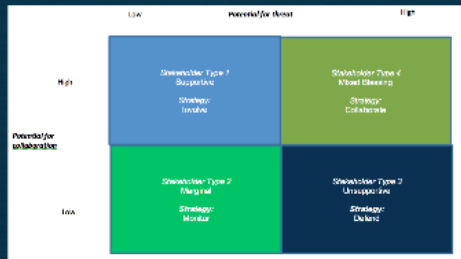 Low Potential for threat High
High
Stakeholder Type 1
Supportive
Strategy:
Involve
Stakeholder Type 4
Mixed Blessing
Strategy:
Collaborate
Potential for
collaboration
Low
Stakeholder Type 2
Marginal
Strategy:
Monitor
Stakeholder Type 3
Unsupportive
Strategy:
Defend